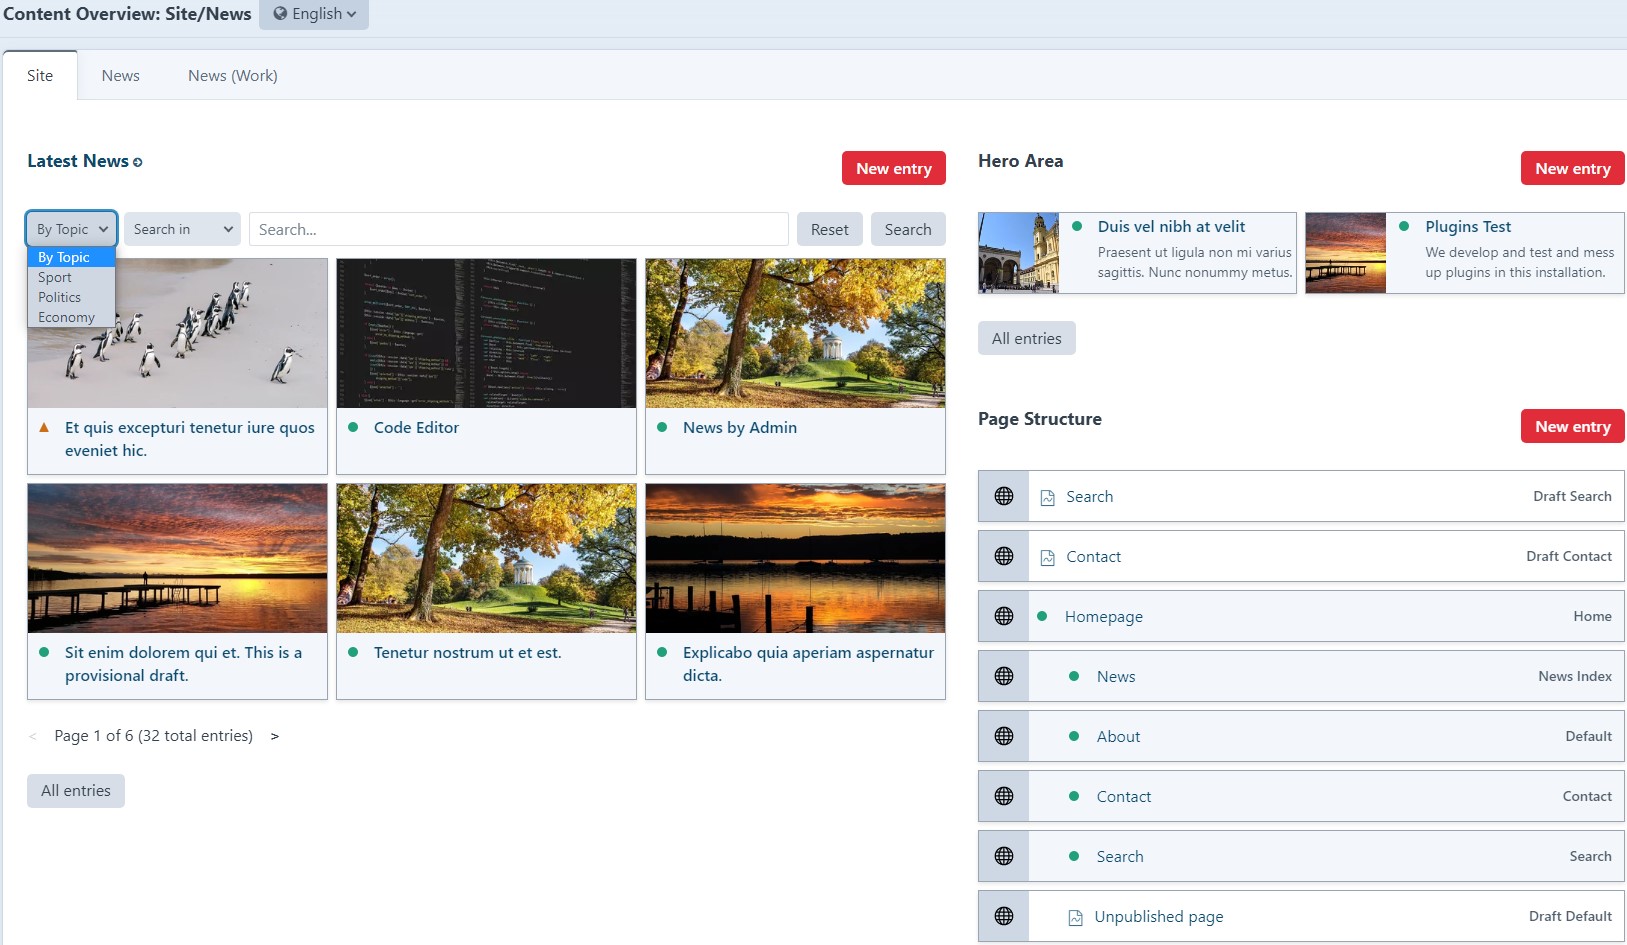 Content Overview: Site/News
English
Site
News
News (Work)
Latest News
New entry
By Topic
Search in
Search...
Reset
Search
By Topic
Sport
Politics
Economy
Et quis excepturi tenetur iure quos
eveniet hic.
Code Editor
News by Admin
Sit enim dolorem qui et. This is a
provisional draft.
Tenetur nostrum ut et est.
Explicabo quia aperiam aspernatur
dicta.
< Page 1 of 6 (32 total entries) >
All entries
Hero Area
New entry
Duis vel nibh at velit
Praesent ut ligula non mi varius
sagittis. Nunc nonummy metus.
Plugins Test
We develop and test and mess
up plugins in this installation.
All entries
Page Structure
New entry
Search
Draft Search
Contact
Draft Contact
Homepage
Home
News
News Index
About
Default
Contact
Contact
Search
Search
Unpublished page
Draft Default